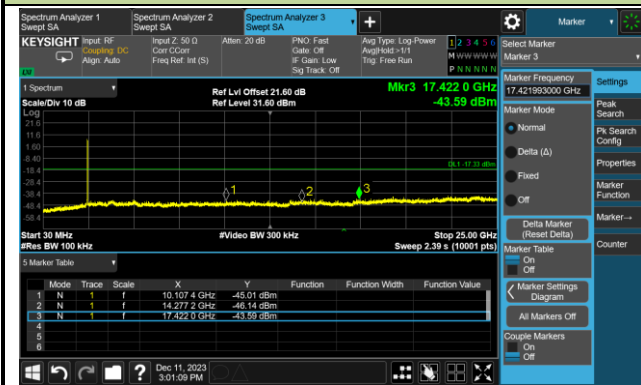 Spectrum Analyzer 1
Swept SA
Spectrum Analyzer 2
Swept SA
Spectrum Analyzer 3
Swept SA
+
Marker
KEYSIGHT
Input: RF
Coupling: DC
Align: Auto
Input Z: 50 Ω
Corr CCorr
Freq Ref: Int (S)
Atten: 20 dB
PNO: Fast
Gate: Off
IF Gain: Low
Sig Track: Off
Avg Type: Log-Power
Avg|Hold:>1/1
Trig: Free Run
1 2 3 4 5 6
M W W W W W
P N N N N N
LW
Select Marker
Marker 3
1 Spectrum
Scale/Div 10 dB
Log
Ref Lvl Offset 21.60 dB
Ref Level 31.60 dBm
Mkr3 17.422 0 GHz
-43.59 dBm
21.6
11.6
1.60
-8.40
-18.4
-28.4
-38.4
-48.4
-58.4
DL1 -17.33 dBm
1
2
3
Start 30 MHz
#Res BW 100 kHz
#Video BW 300 kHz
Stop 25.00 GHz
Sweep 2.39 s (10001 pts)
5 Marker Table
Mode Trace Scale X Y Function Function Width Function Value
1 N 1 f 10.107 4 GHz -45.01 dBm
2 N 1 f 14.277 2 GHz -46.14 dBm
3 N 1 f 17.422 0 GHz -43.59 dBm
4
5
6
Marker Frequency
17.421993000 GHz
Marker Mode
Normal
Delta (Δ)
Fixed
Off
Delta Marker
(Reset Delta)
Marker Table
On
Off
Marker Settings
Diagram
All Markers Off
Couple Markers
On
Off
Settings
Peak
Search
Pk Search
Config
Properties
Marker
Function
Marker→
Counter
?
Dec 11, 2023
3:01:09 PM